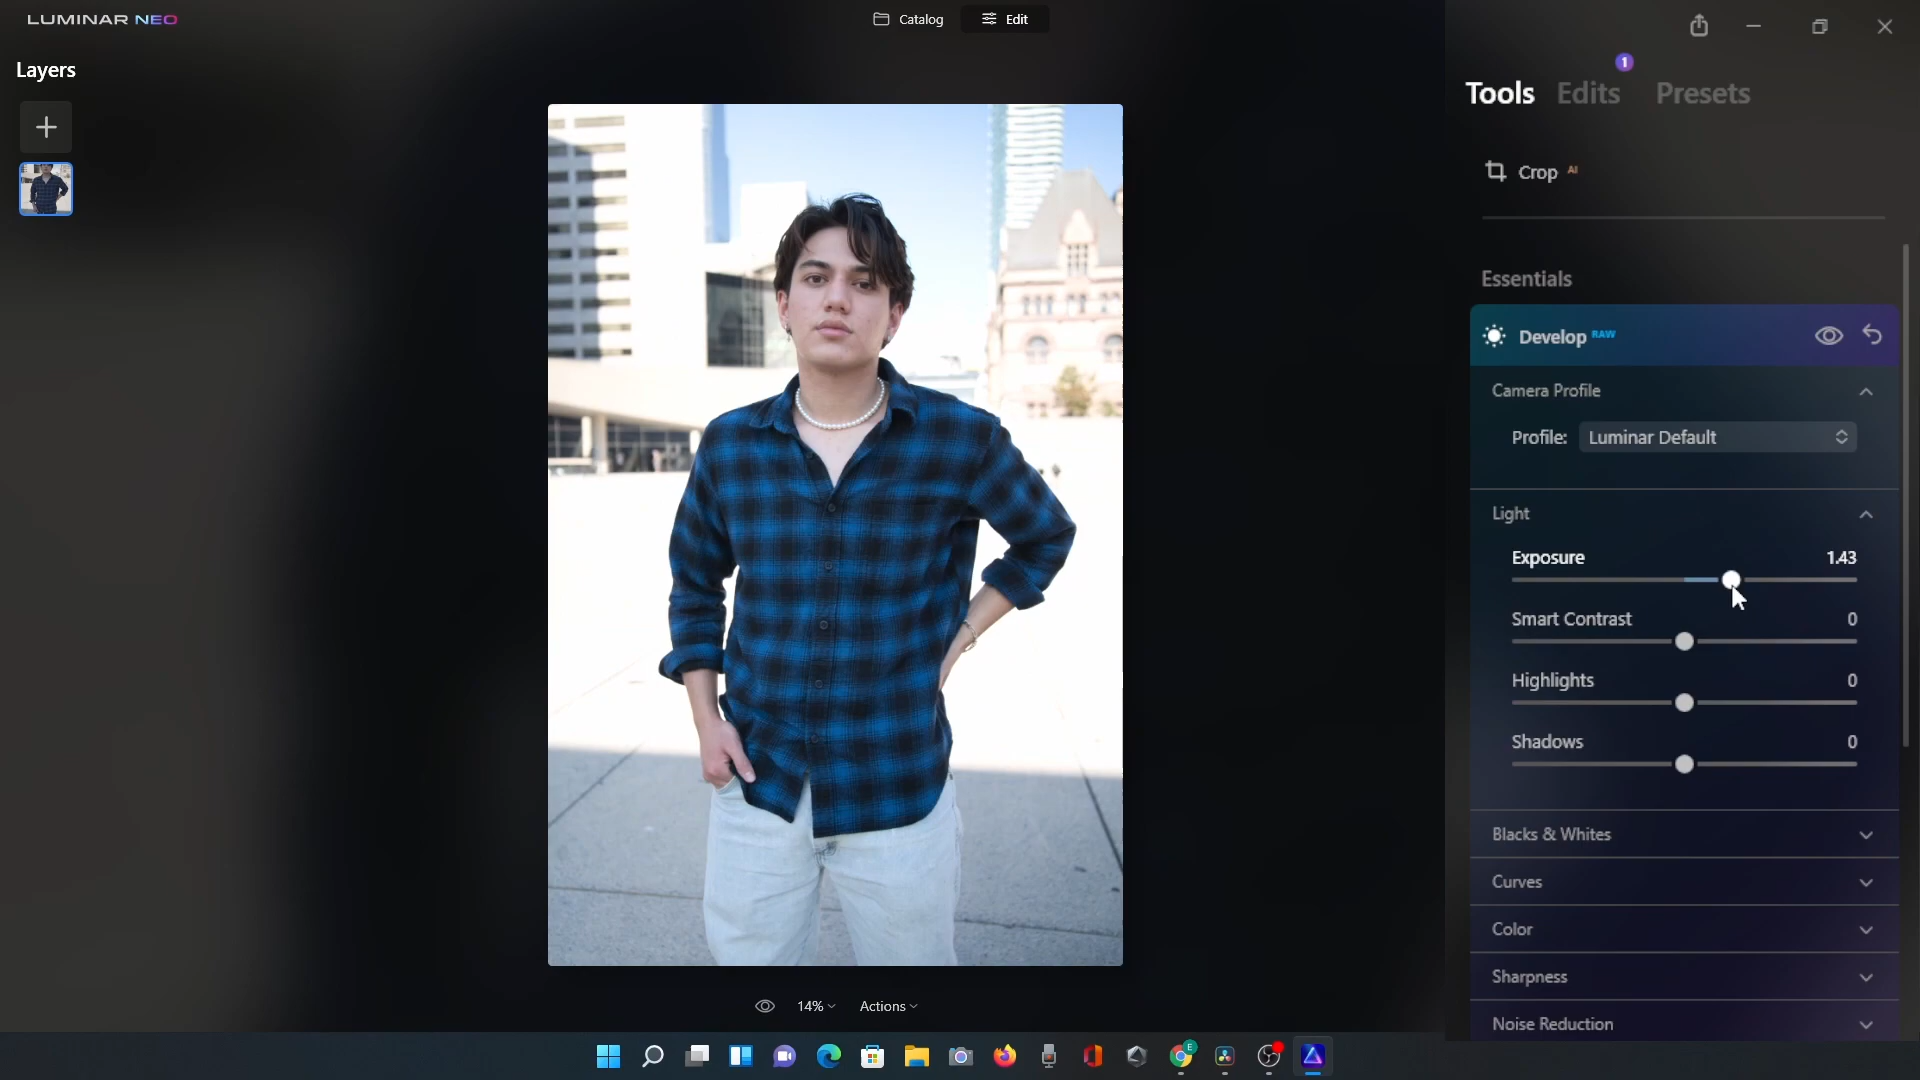 LUMINAR NEO
Catalog
Edit
Layers
1
Tools Edits Presets
Crop AI
Essentials
Develop RAW
Camera Profile
Profile: Luminar Default
Light
Exposure 1.43
Smart Contrast 0
Highlights 0
Shadows 0
Blacks & Whites
Curves
Color
Sharpness
Noise Reduction
14%
Actions
E